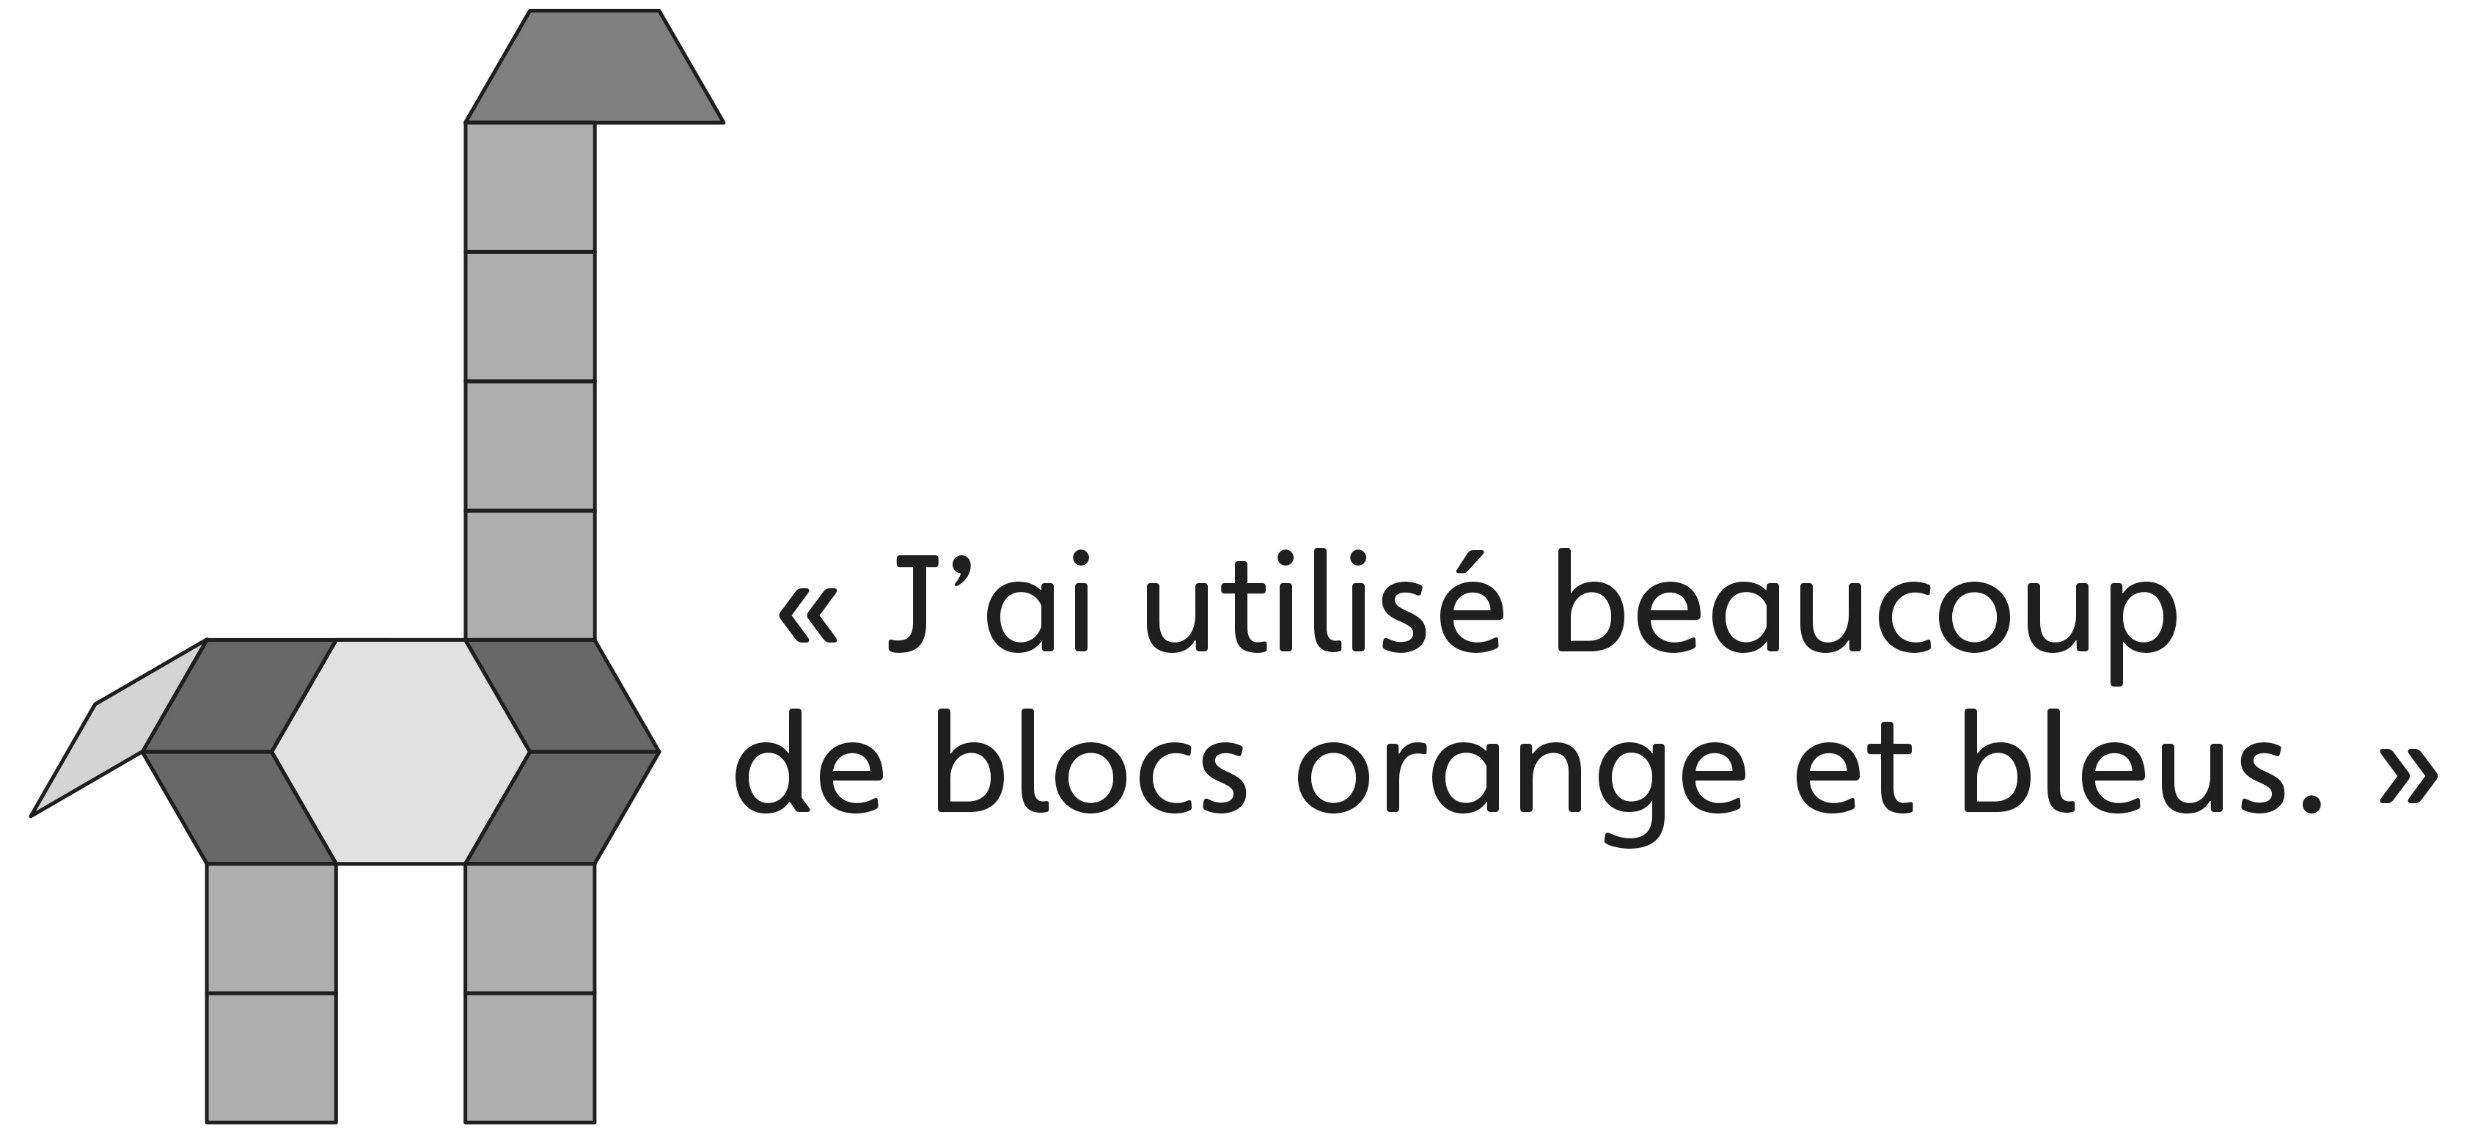 « J’ai utilisé beaucoup
de blocs orange et bleus. »